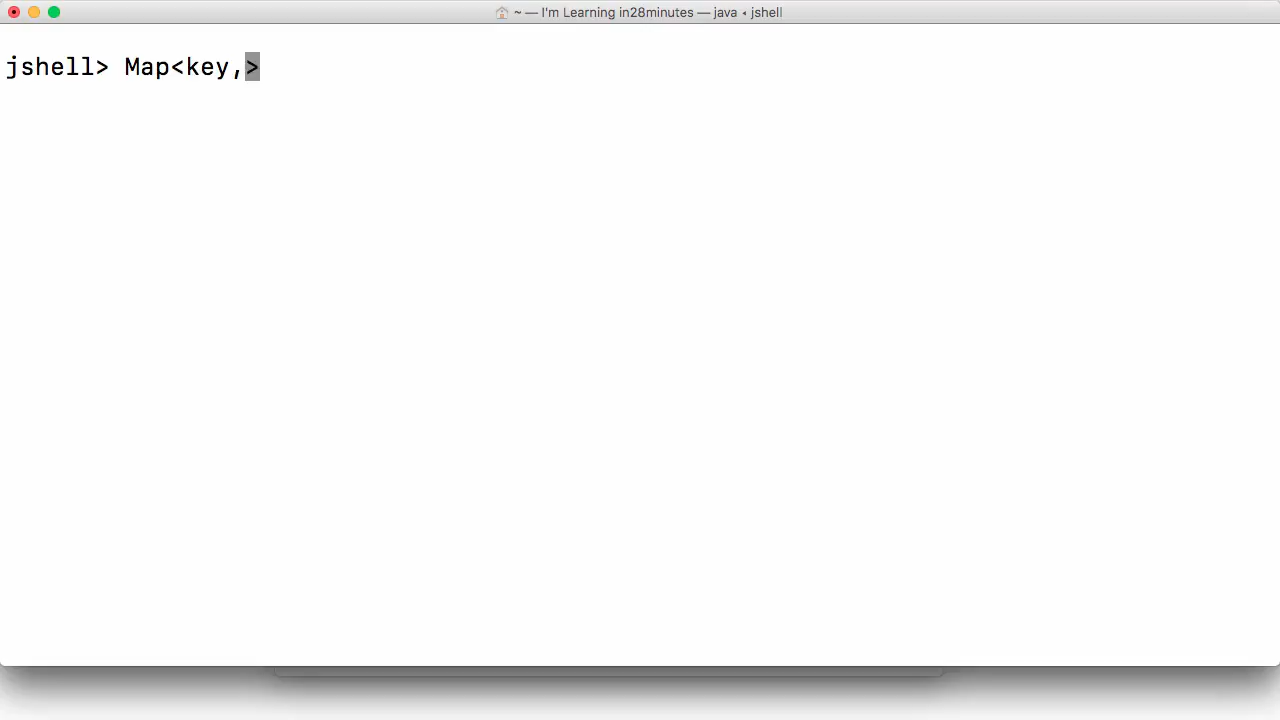 ~ — I'm Learning in28minutes — java ◂ jshell
jshell> Map<key,>